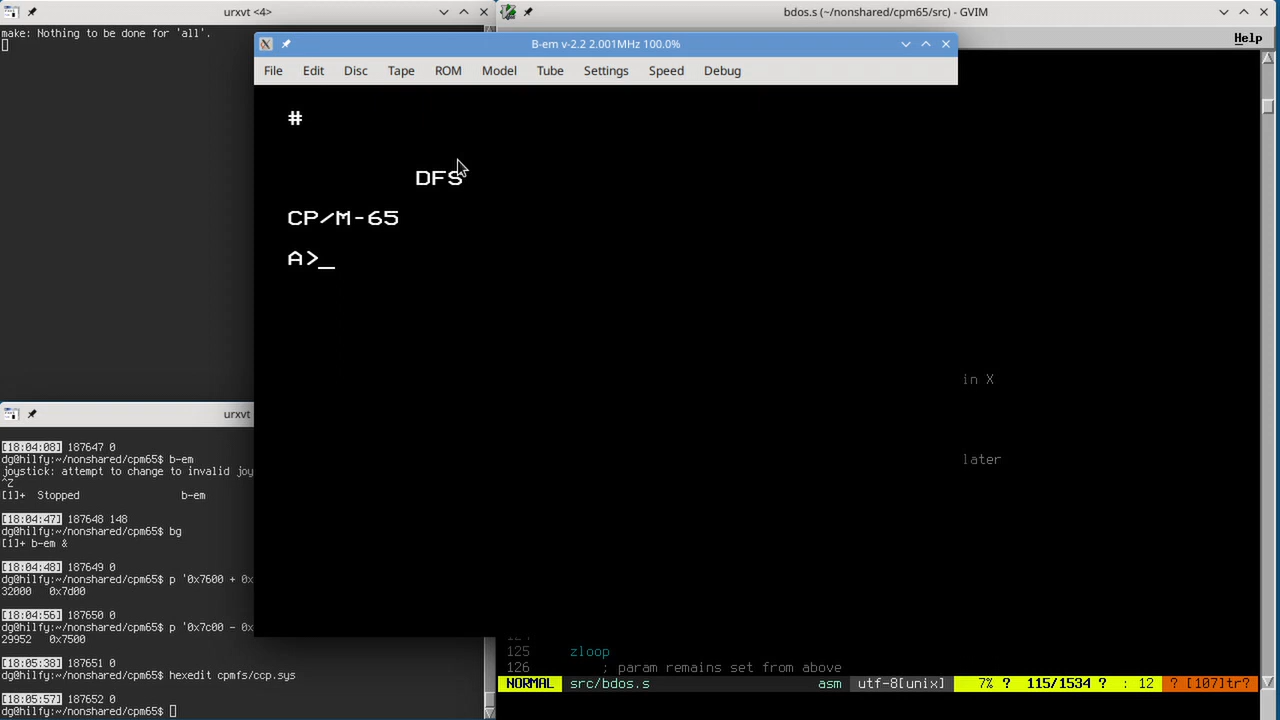 urxvt <4>
make: Nothing to be done for 'all'.
bdos.s (~/nonshared/cpm65/src) - GVIM
Help
B-em v-2.2 2.001MHz 100.0%
File Edit Disc Tape ROM Model Tube Settings Speed Debug
#
DFS
CP/M-65
A>_
in X
later
urxvt
[18:04:08] 187647 0
dg@hilfy:~/nonshared/cpm65$ b-em
joystick: attempt to change to invalid joy
^Z
[1]+  Stopped                 b-em
[18:04:47] 187648 148
dg@hilfy:~/nonshared/cpm65$ bg
[1]+ b-em &
[18:04:48] 187649 0
dg@hilfy:~/nonshared/cpm65$ p '0x7600 + 0x
32000   0x7d00
[18:04:56] 187650 0
dg@hilfy:~/nonshared/cpm65$ p '0x7c00 - 0x
29952   0x7500
[18:05:38] 187651 0
dg@hilfy:~/nonshared/cpm65$ hexedit cpmfs/ccp.sys
[18:05:57] 187652 0
dg@hilfy:~/nonshared/cpm65$
125     zloop
126         ; param remains set from above
NORMAL src/bdos.s asm utf-8[unix] 7% ? 115/1534 ? : 12 ? [107]tr?